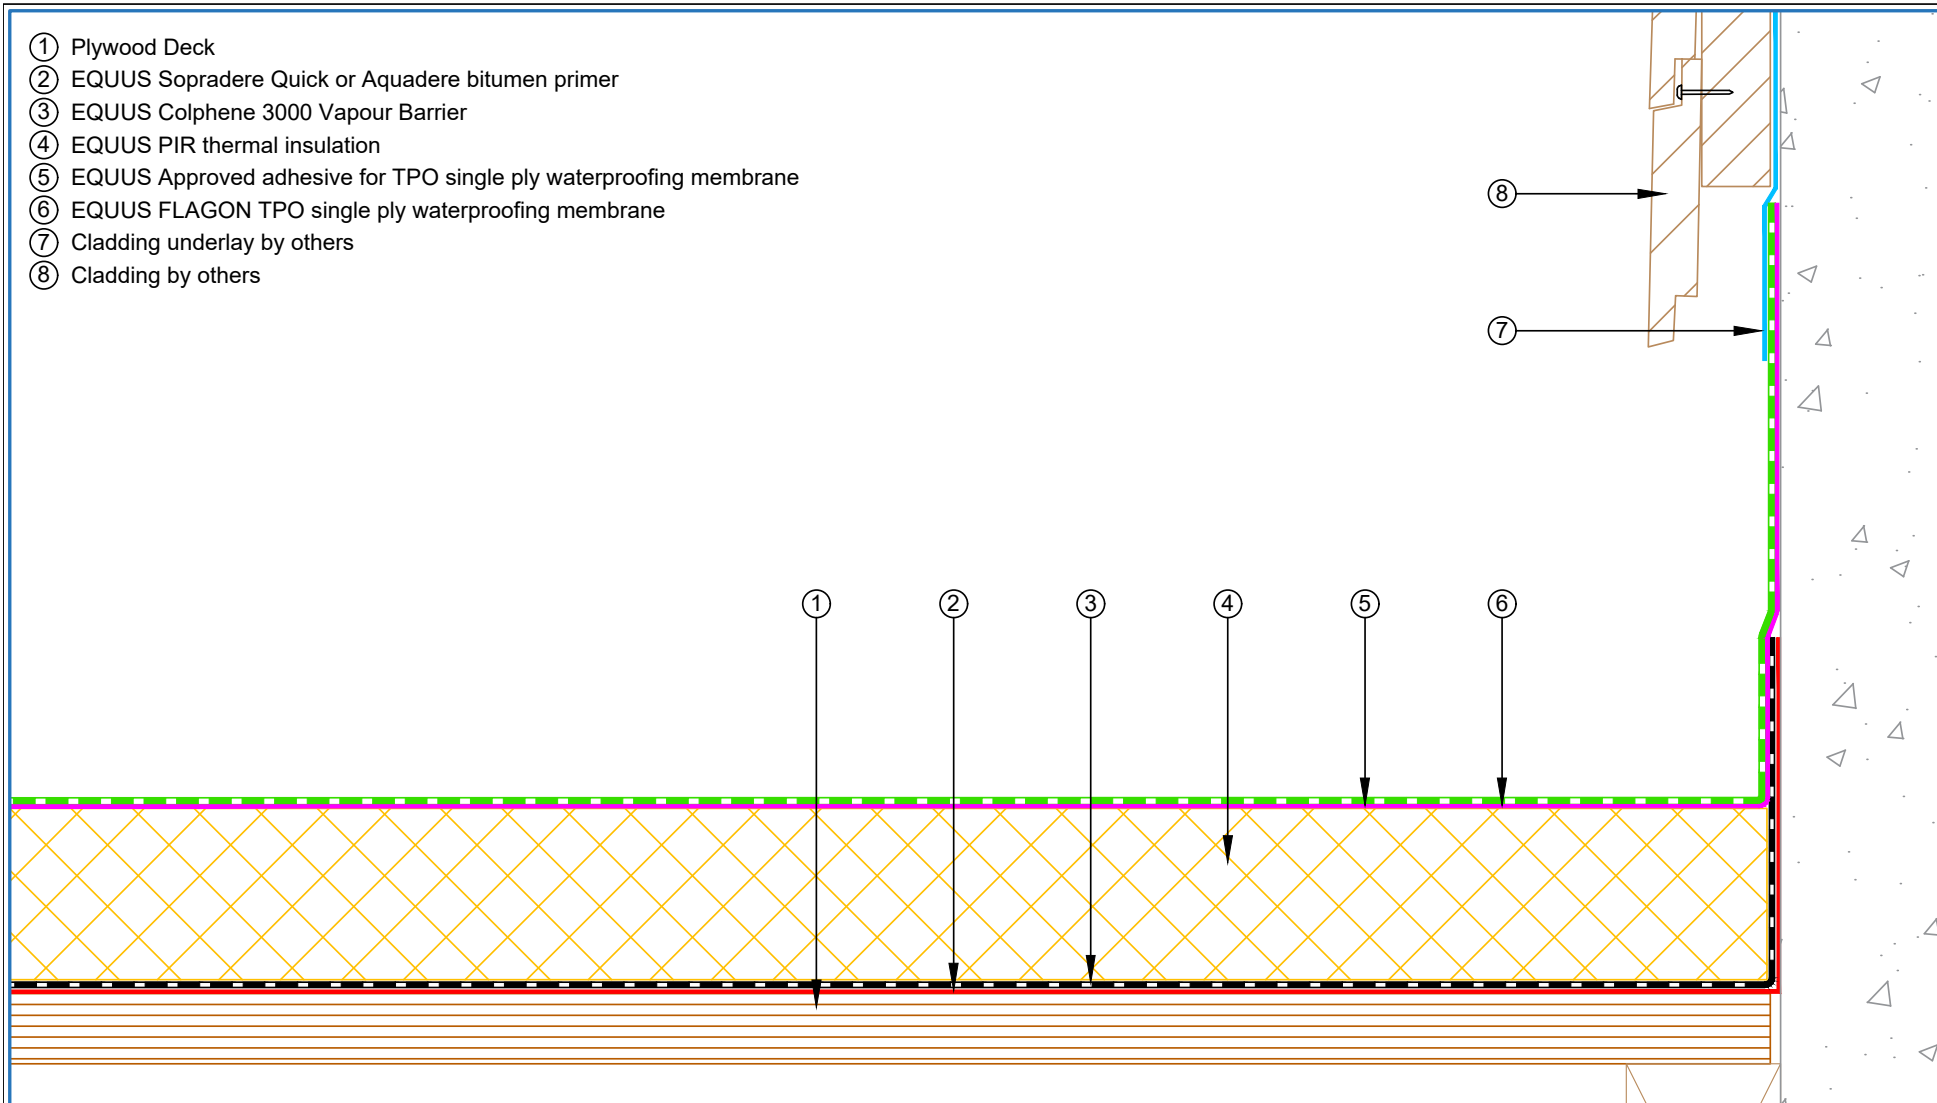 ① Plywood Deck
② EQUUS Sopradere Quick or Aquadere bitumen primer
③ EQUUS Colphene 3000 Vapour Barrier
④ EQUUS PIR thermal insulation
⑤ EQUUS Approved adhesive for TPO single ply waterproofing membrane
⑥ EQUUS FLAGON TPO single ply waterproofing membrane
⑦ Cladding underlay by others
⑧ Cladding by others
⑧
⑦
① ② ③ ④ ⑤ ⑥